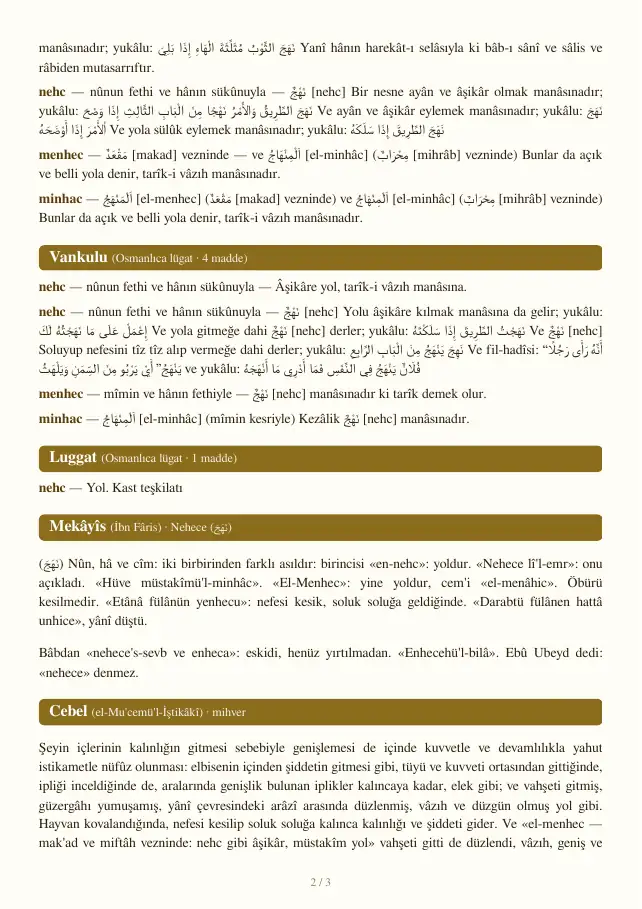 manâsınadır; yukâlu: نَهَجَ الثَّوْبُ مُثَلَّثَةَ الْهَاءِ إِذَا بَلِيَ Yanî hânın harekât-ı selâsıyla ki bâb-ı sânî ve sâlis ve
râbiden mutasarrıftır.
nehc — nûnun fethi ve hânın sükûnuyla — نَهْجٌ [nehc] Bir nesne ayân ve âşikâr olmak manâsınadır;
yukâlu: نَهَجَ الطَّرِيقُ وَالْأَمْرُ نَهْجًا مِنَ الْبَابِ الثَّالِثِ إِذَا وَضَحَ Ve ayân ve âşikâr eylemek manâsınadır; yukâlu: نَهَجَ
الْأَمْرَ إِذَا أَوْضَحَهُ Ve yola sülûk eylemek manâsınadır; yukâlu: نَهَجَ الطَّرِيقَ إِذَا سَلَكَهُ
menhec — مَقْعَدٌ [makad] vezninde — ve اَلْمِنْهَاجُ [el-minhâc] (مِحْرَابٌ [mihrâb] vezninde) Bunlar da açık
ve belli yola denir, tarîk-i vâzıh manâsınadır.
minhac — اَلْمَنْهَجُ [el-menhec] (مَقْعَدٌ [makad] vezninde) ve اَلْمِنْهَاجُ [el-minhâc] (مِحْرَابٌ [mihrâb] vezninde)
Bunlar da açık ve belli yola denir, tarîk-i vâzıh manâsınadır.
Vankulu (Osmanlıca lügat · 4 madde)
nehc — nûnun fethi ve hânın sükûnuyla — Âşikâre yol, tarîk-i vâzıh manâsına.
nehc — nûnun fethi ve hânın sükûnuyla — نَهْجٌ [nehc] Yolu âşikâre kılmak manâsına da gelir; yukâlu:
إِعْمَلْ عَلَى مَا نَهَجْتُهُ لَكَ Ve yola gitmeğe dahi نَهْجٌ [nehc] derler; yukâlu: نَهَجْتُ الطَّرِيقَ إِذَا سَلَكْتُهُ Ve نَهْجٌ [nehc]
Soluyup nefesini tîz tîz alıp vermeğe dahi derler; yukâlu: نَهِجَ يَنْهَجُ مِنَ الْبَابِ الرَّابِعِ Ve fi'l-hadîsi: “أَنَّهُ رَأَى رَجُلًا
يَنْهَجُ” أَيْ يَرْبُو مِنَ السِّمَنِ وَيَلْهَثُ ve yukâlu: فُلَانٌ يَنْهَجُ فِي النَّفَسِ فَمَا أَدْرِي مَا أَنْهَجَهُ
menhec — mîmin ve hânın fethiyle — نَهْجٌ [nehc] manâsınadır ki tarîk demek olur.
minhac — اَلْمِنْهَاجُ [el-minhâc] (mîmin kesriyle) Kezâlik نَهْجٌ [nehc] manâsınadır.
Luggat (Osmanlıca lügat · 1 madde)
nehc — Yol. Kast teşkilatı
Mekâyîs (İbn Fâris) · Nehece (نَهَجَ)
(نَهَجَ) Nûn, hâ ve cîm: iki birbirinden farklı asıldır: birincisi «en-nehc»: yoldur. «Nehece lî'l-emr»: onu
açıkladı. «Hüve müstakîmü'l-minhâc». «El-Menhec»: yine yoldur, cem'i «el-menâhic». Öbürü
kesilmedir. «Etânâ fülânün yenhecu»: nefesi kesik, soluk soluğa geldiğinde. «Darabtü fülânen hattâ
unhice», yânî düştü.
Bâbdan «nehece's-sevb ve enheca»: eskidi, henüz yırtılmadan. «Enhecehü'l-bilâ». Ebû Ubeyd dedi:
«nehece» denmez.
Cebel (el-Mu'cemü'l-İştikâkî) · mihver
Şeyin içlerinin kalınlığın gitmesi sebebiyle genişlemesi de içinde kuvvetle ve devamlılıkla yahut
istikametle nüfûz olunması: elbisenin içinden şiddetin gitmesi gibi, tüyü ve kuvveti ortasından gittiğinde,
ipliği inceldiğinde de, aralarında genişlik bulunan iplikler kalıncaya kadar, elek gibi; ve vahşeti gitmiş,
güzergâhı yumuşamış, yânî çevresindeki arâzî arasında düzlenmiş, vâzıh ve düzgün olmuş yol gibi.
Hayvan kovalandığında, nefesi kesilip soluk soluğa kalınca kalınlığı ve şiddeti gider. Ve «el-menhec —
mak'ad ve miftâh vezninde: nehc gibi âşikâr, müstakîm yol» vahşeti gitti de düzlendi, vâzıh, geniş ve
2 / 3